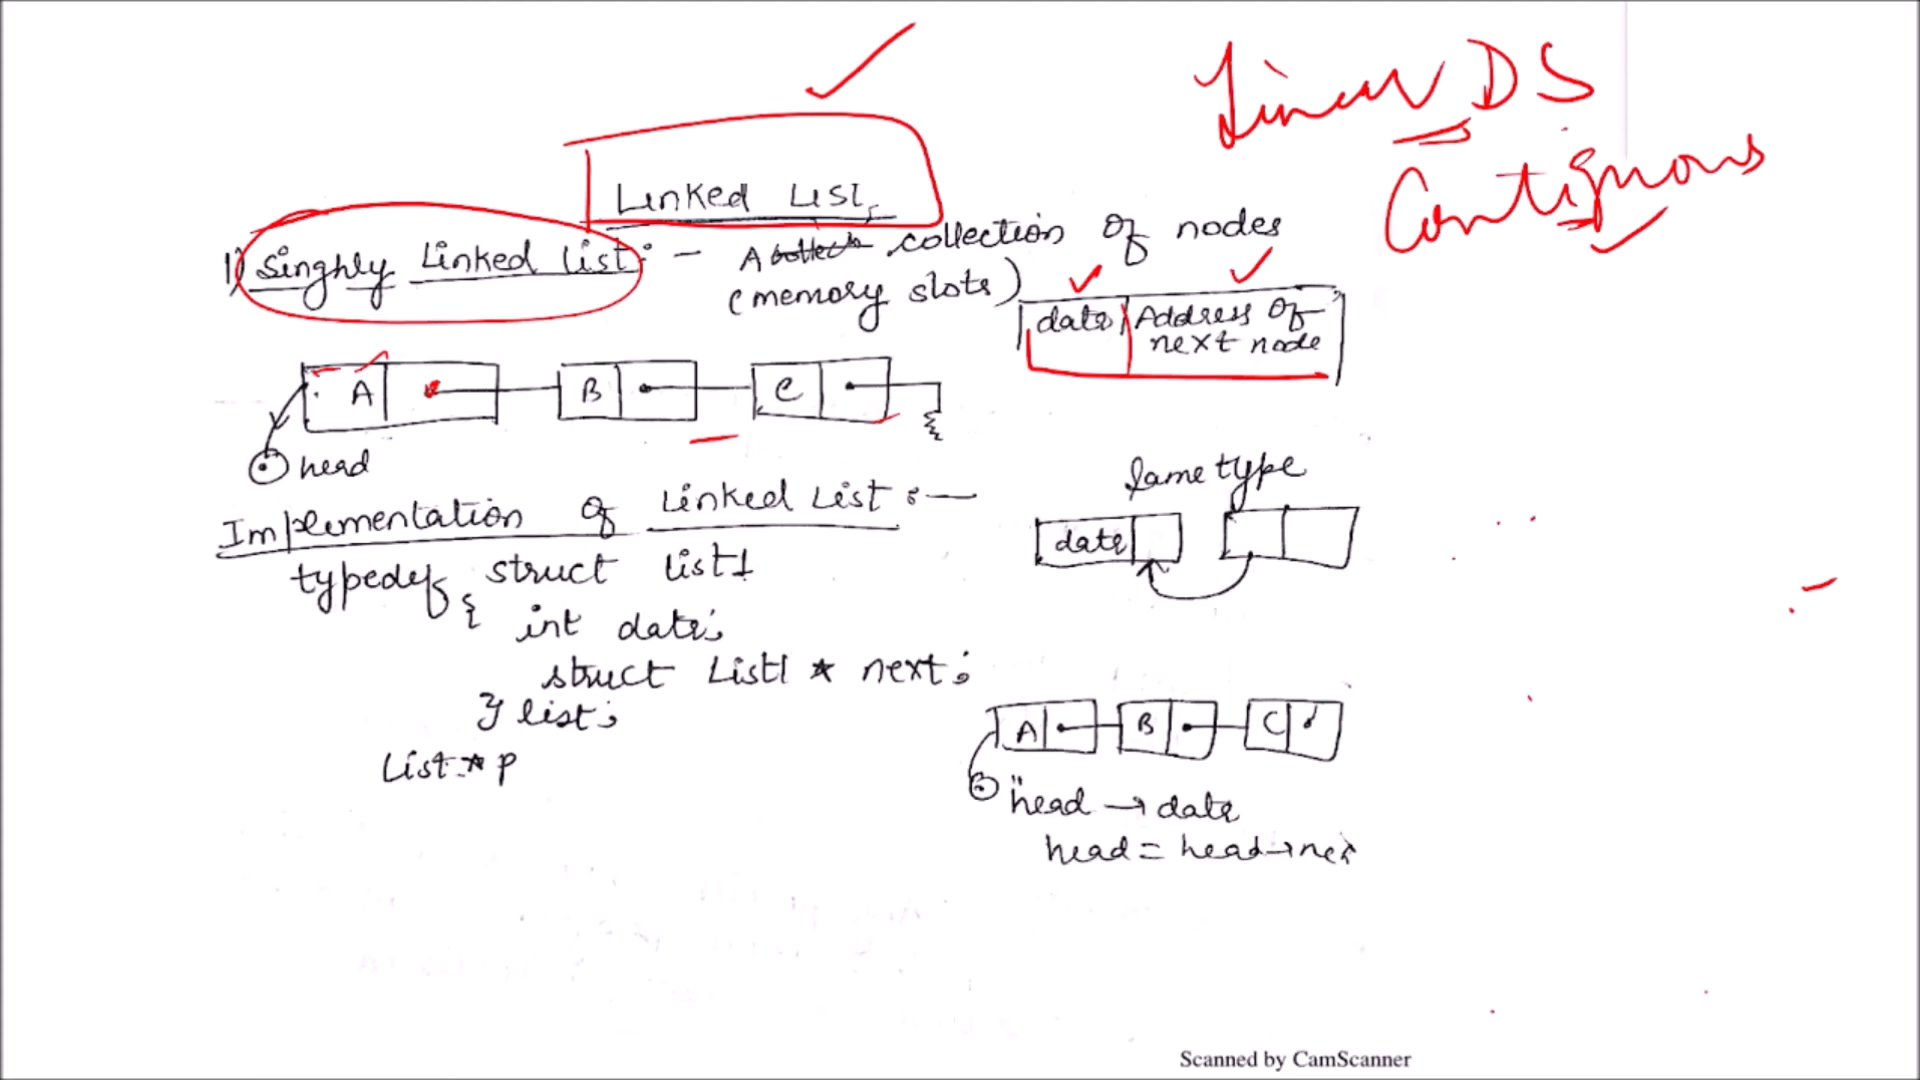 Linear DS
Contiguous
Linked List
1) Singhly Linked List :- A collection of nodes
(memory slots)
data | Address of
next node
A B C
head
Implementation of Linked List :-
same type
data
typedef struct list1
{
int data;
struct List1 * next;
} list;
List * p
A B C
"head → data
head = head→nex
Scanned by CamScanner